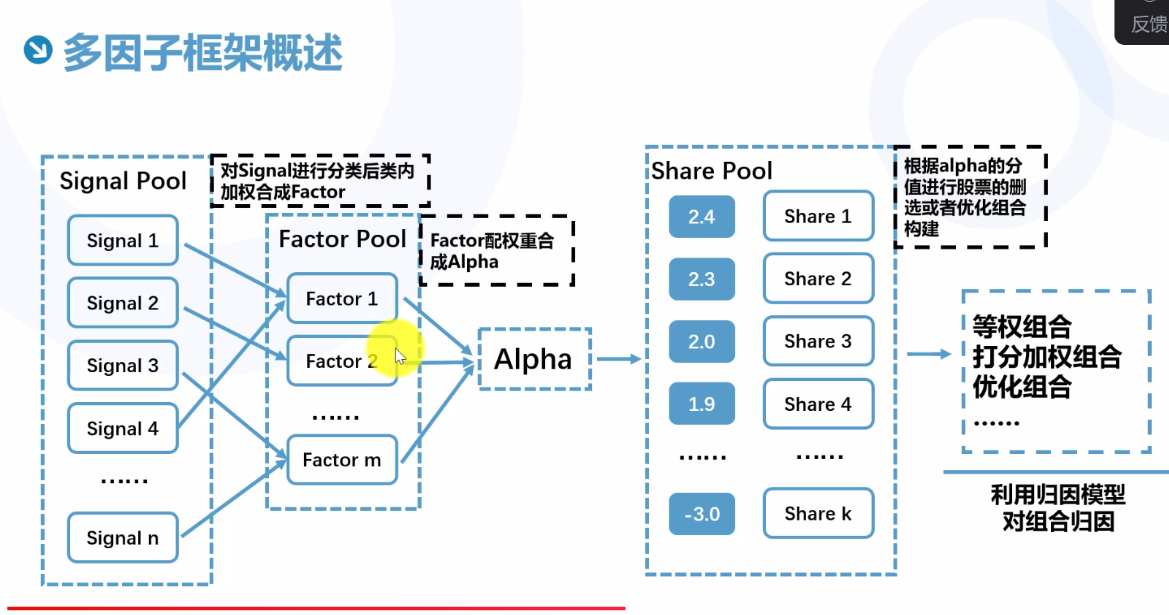 反馈
多因子框架概述
Signal Pool
Signal 1
Signal 2
Signal 3
Signal 4
······
Signal n
对Signal进行分类后类内
加权合成Factor
Factor Pool
Factor 1
Factor 2
······
Factor m
Factor配权重合
成Alpha
Alpha
Share Pool
2.4 Share 1
2.3 Share 2
2.0 Share 3
1.9 Share 4
······ ······
-3.0 Share k
根据alpha的分
值进行股票的删
选或者优化组合
构建
等权组合
打分加权组合
优化组合
······
利用归因模型
对组合归因